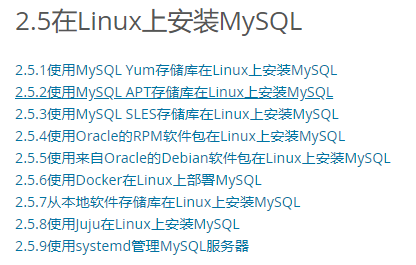 2.5在Linux上安装MySQL
2.5.1使用MySQL Yum存储库在Linux上安装MySQL
2.5.2使用MySQL APT存储库在Linux上安装MySQL
2.5.3使用MySQL SLES存储库在Linux上安装MySQL
2.5.4使用Oracle的RPM软件包在Linux上安装MySQL
2.5.5使用来自Oracle的Debian软件包在Linux上安装MySQL
2.5.6使用Docker在Linux上部署MySQL
2.5.7从本地软件存储库在Linux上安装MySQL
2.5.8使用Juju在Linux上安装MySQL
2.5.9使用systemd管理MySQL服务器